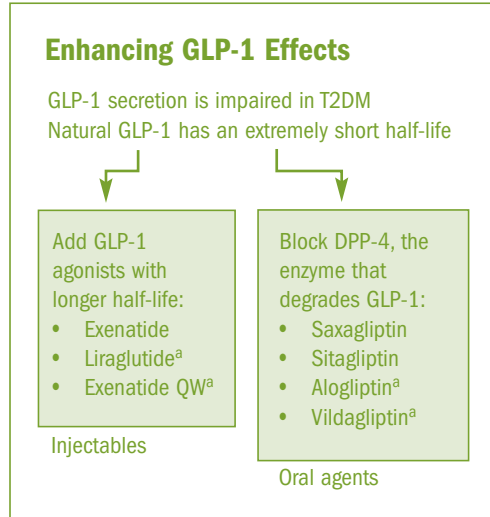 Enhancing GLP-1 Effects
GLP-1 secretion is impaired in T2DM
Natural GLP-1 has an extremely short half-life
Add GLP-1
agonists with
longer half-life:
• Exenatide
• Liraglutideᵃ
• Exenatide QWᵃ
Injectables
Block DPP-4, the
enzyme that
degrades GLP-1:
• Saxagliptin
• Sitagliptin
• Alogliptinᵃ
• Vildagliptinᵃ
Oral agents